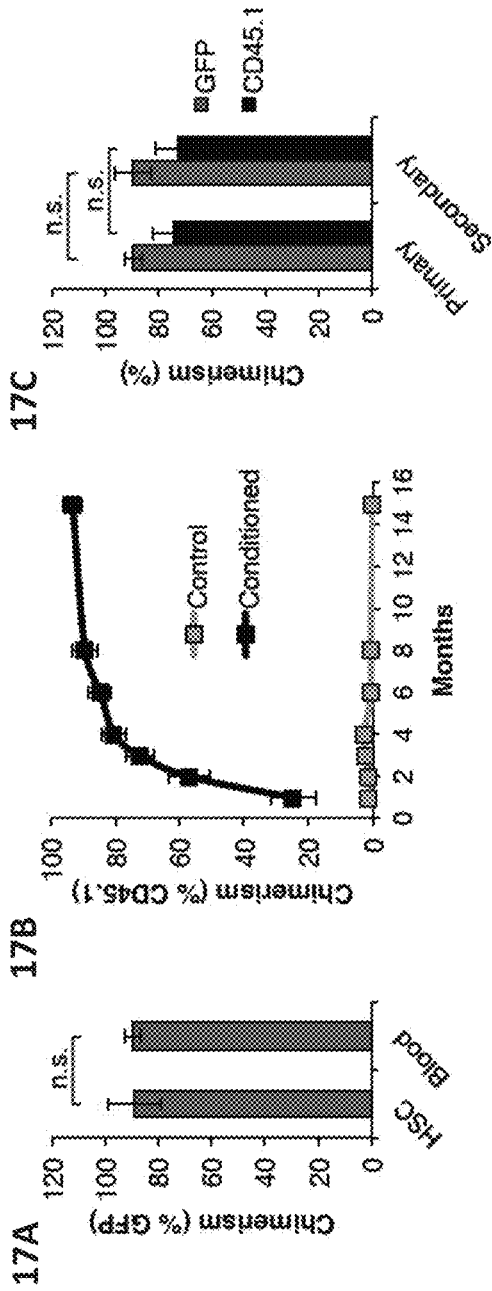 17A
Chimerism (% GFP)
120
100
80
60
40
20
0
n.s.
HSC
Blood
17B
Chimerism (% CD45.1)
100
80
60
40
20
0
Control
Conditioned
0 2 4 6 8 10 12 14 16
Months
17C
Chimerism (%)
120
100
80
60
40
20
0
n.s.
n.s.
GFP
CD45.1
Primary
Secondary